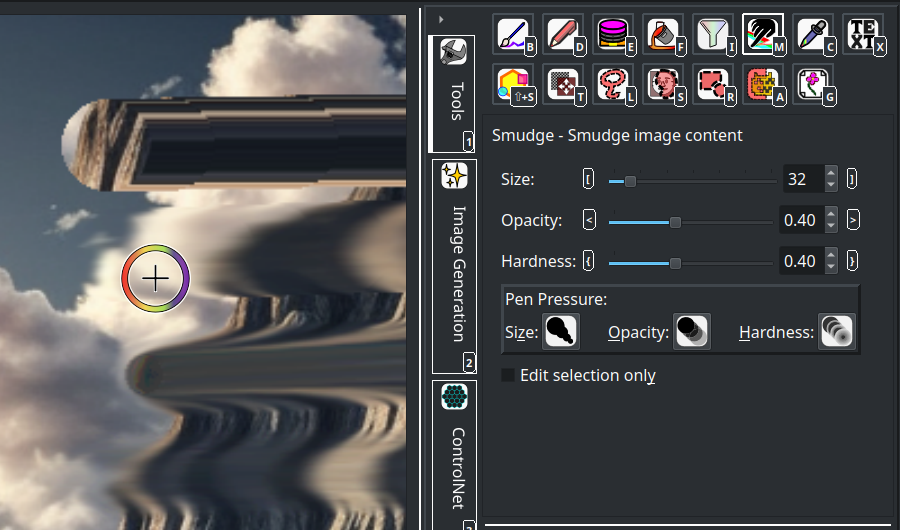 B D E F I M C TEXT X
⇧+S T L S R A G
Tools
1
Smudge - Smudge image content
Size: [ 32 ]
Opacity: < 0.40 >
Hardness: { 0.40 }
Image Generation
2
Pen Pressure:
Size: Opacity: Hardness:
Edit selection only
ControlNet